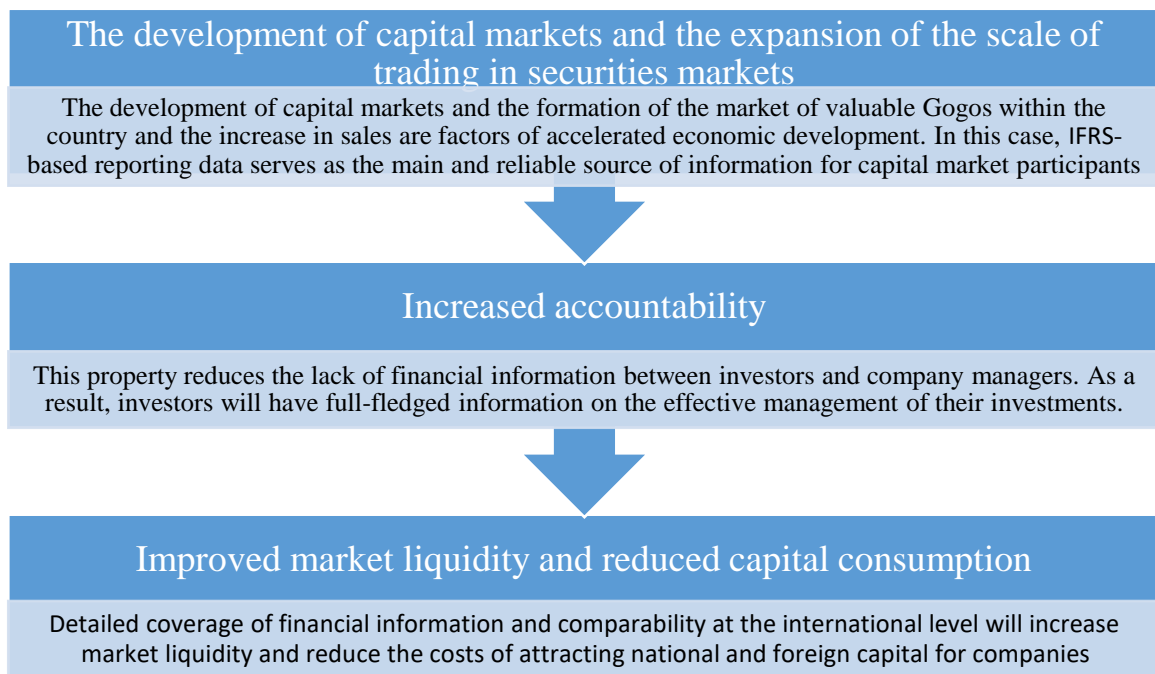 The development of capital markets and the expansion of the scale of
trading in securities markets
The development of capital markets and the formation of the market of valuable Gogos within the
country and the increase in sales are factors of accelerated economic development. In this case, IFRS-
based reporting data serves as the main and reliable source of information for capital market participants
Increased accountability
This property reduces the lack of financial information between investors and company managers. As a
result, investors will have full-fledged information on the effective management of their investments.
Improved market liquidity and reduced capital consumption
Detailed coverage of financial information and comparability at the international level will increase
market liquidity and reduce the costs of attracting national and foreign capital for companies